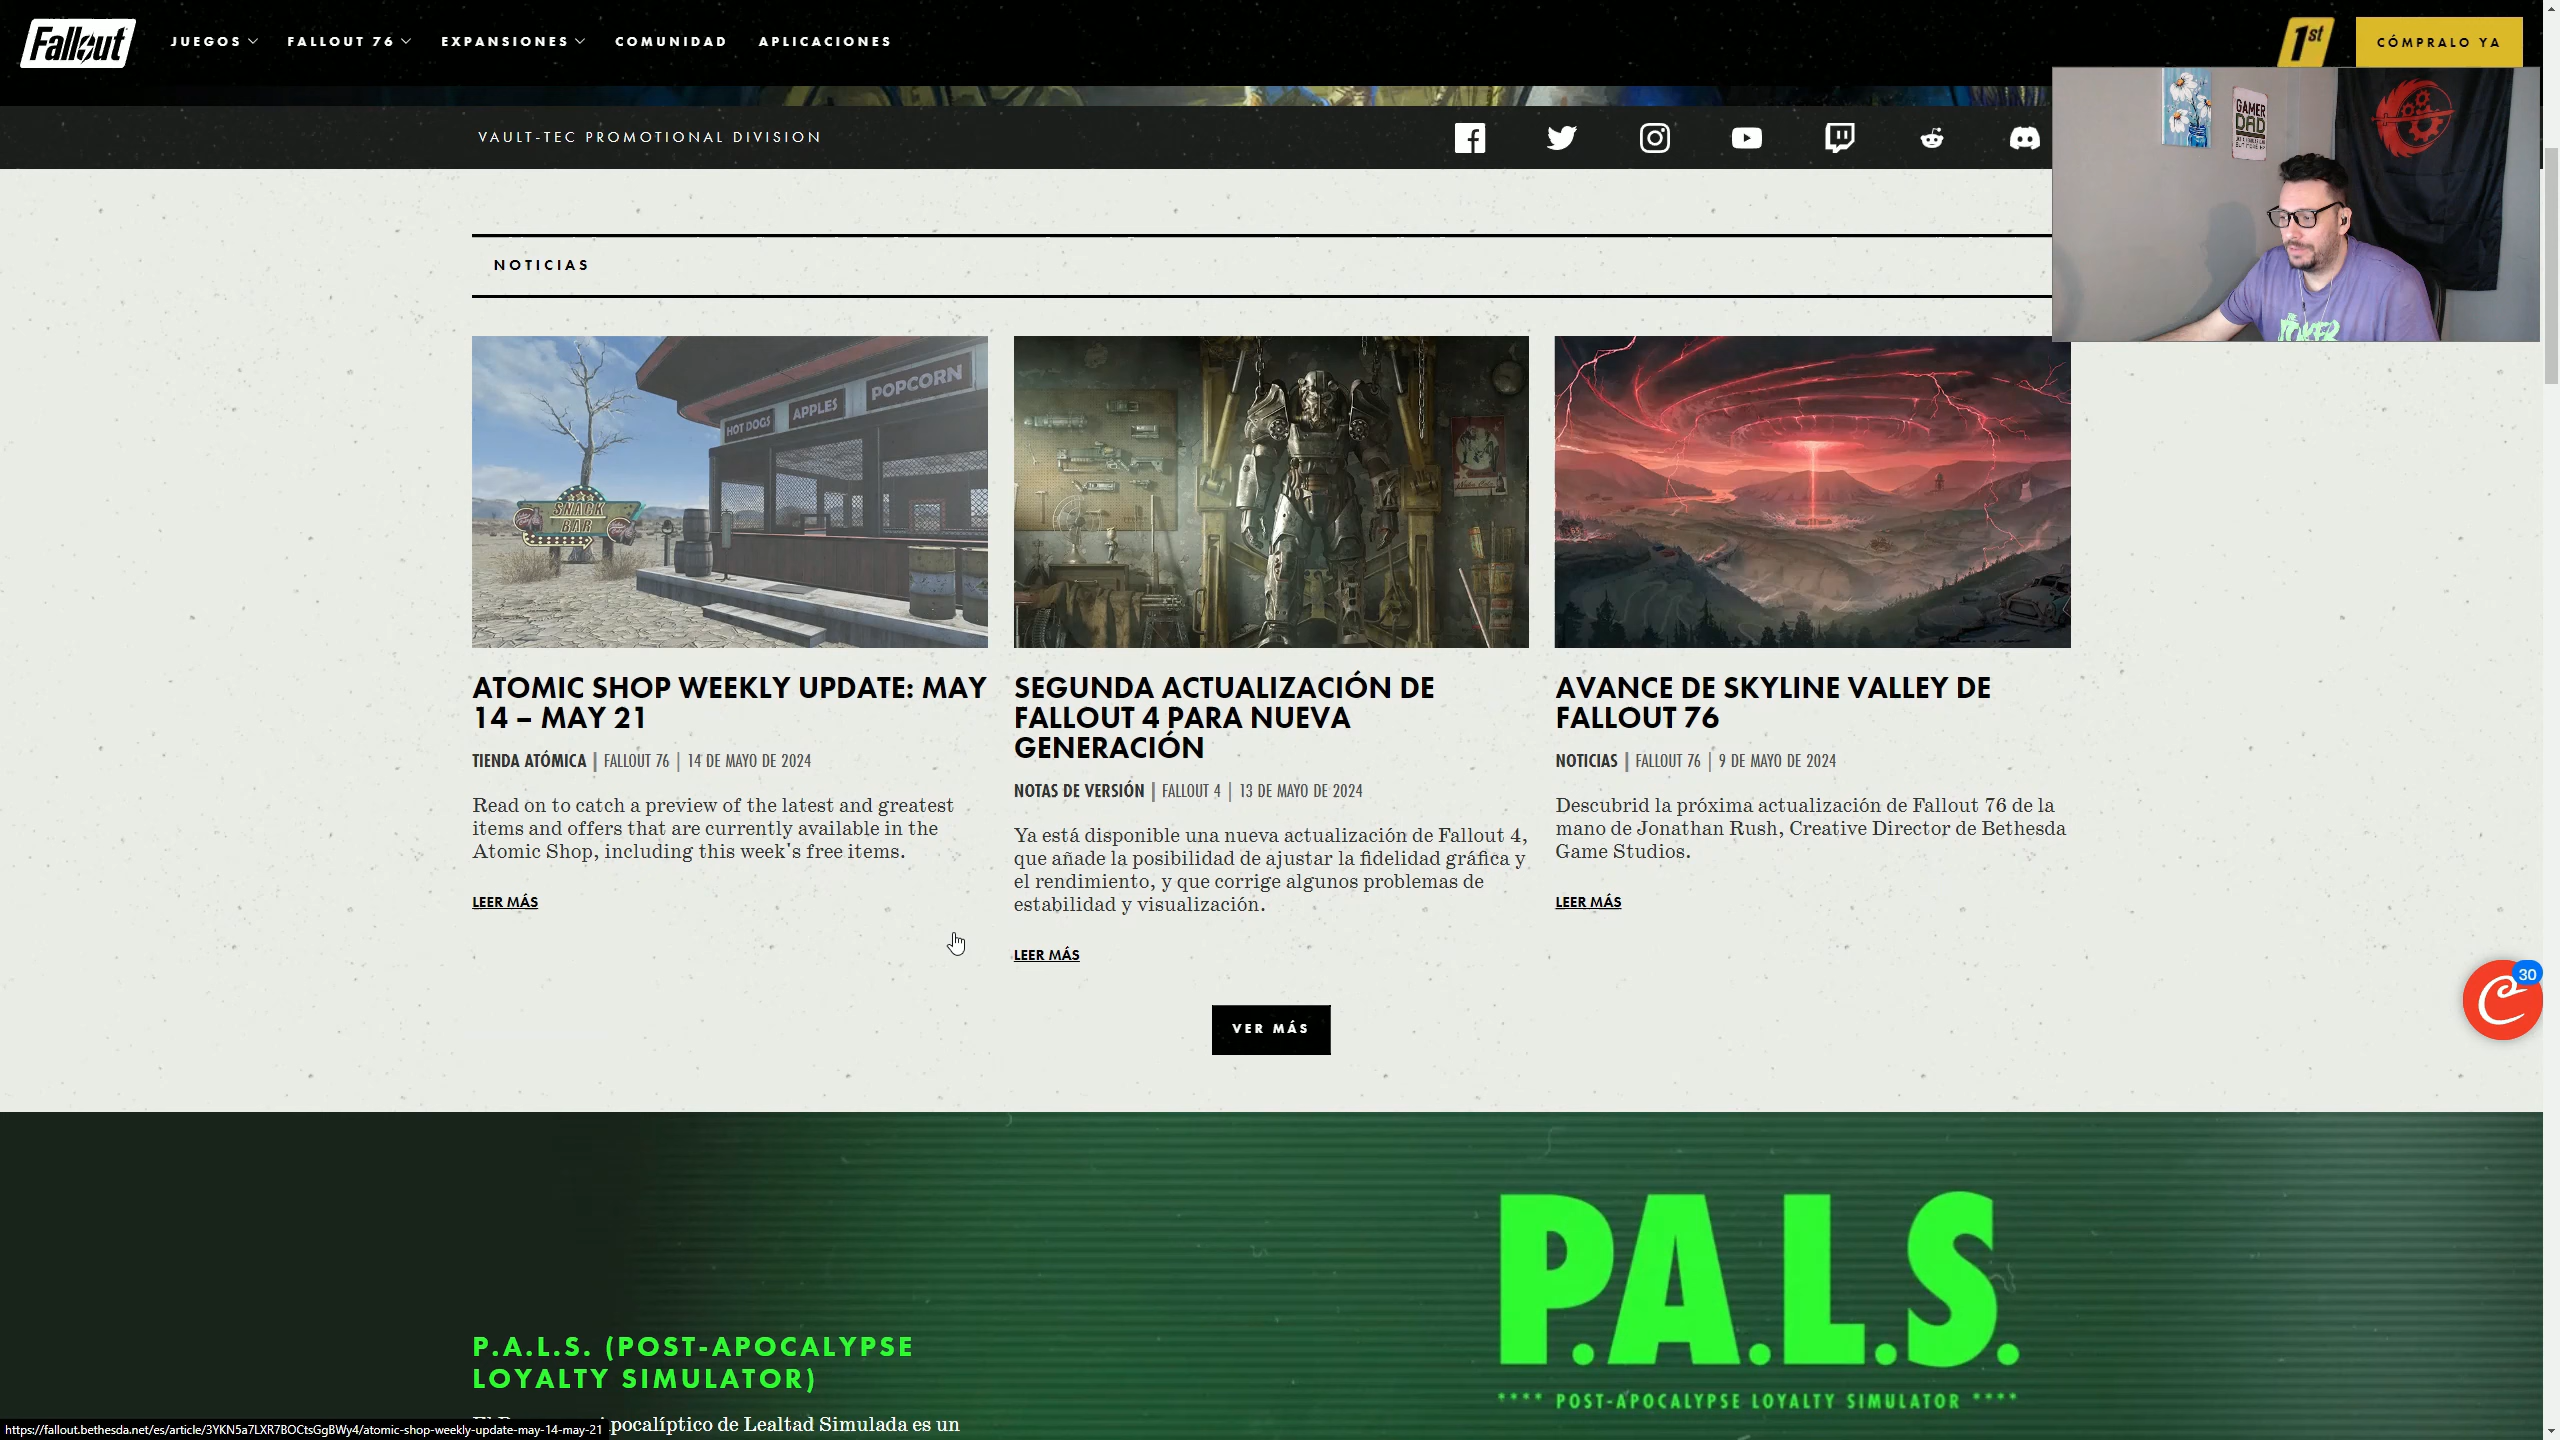 Fallout
JUEGOS
FALLOUT 76
EXPANSIONES
COMUNIDAD
APLICACIONES
1st
CÓMPRALO YA
VAULT-TEC PROMOTIONAL DIVISION
GAMER
DAD
NOTICIAS
HOT DOGS
APPLES
POPCORN
SNACK
BAR
ATOMIC SHOP WEEKLY UPDATE: MAY
14 – MAY 21
TIENDA ATÓMICA | FALLOUT 76 | 14 DE MAYO DE 2024
Read on to catch a preview of the latest and greatest
items and offers that are currently available in the
Atomic Shop, including this week's free items.
LEER MÁS
SEGUNDA ACTUALIZACIÓN DE
FALLOUT 4 PARA NUEVA
GENERACIÓN
NOTAS DE VERSIÓN | FALLOUT 4 | 13 DE MAYO DE 2024
Ya está disponible una nueva actualización de Fallout 4,
que añade la posibilidad de ajustar la fidelidad gráfica y
el rendimiento, y que corrige algunos problemas de
estabilidad y visualización.
LEER MÁS
AVANCE DE SKYLINE VALLEY DE
FALLOUT 76
NOTICIAS | FALLOUT 76 | 9 DE MAYO DE 2024
Descubrid la próxima actualización de Fallout 76 de la
mano de Jonathan Rush, Creative Director de Bethesda
Game Studios.
LEER MÁS
30
VER MÁS
P.A.L.S.
**** POST-APOCALYPSE LOYALTY SIMULATOR ****
P.A.L.S. (POST-APOCALYPSE
LOYALTY SIMULATOR)
pocalíptico de Lealtad Simulada es un
https://fallout.bethesda.net/es/article/3YKN5a7LXR7BOCtsGgBWy4/atomic-shop-weekly-update-may-14-may-21